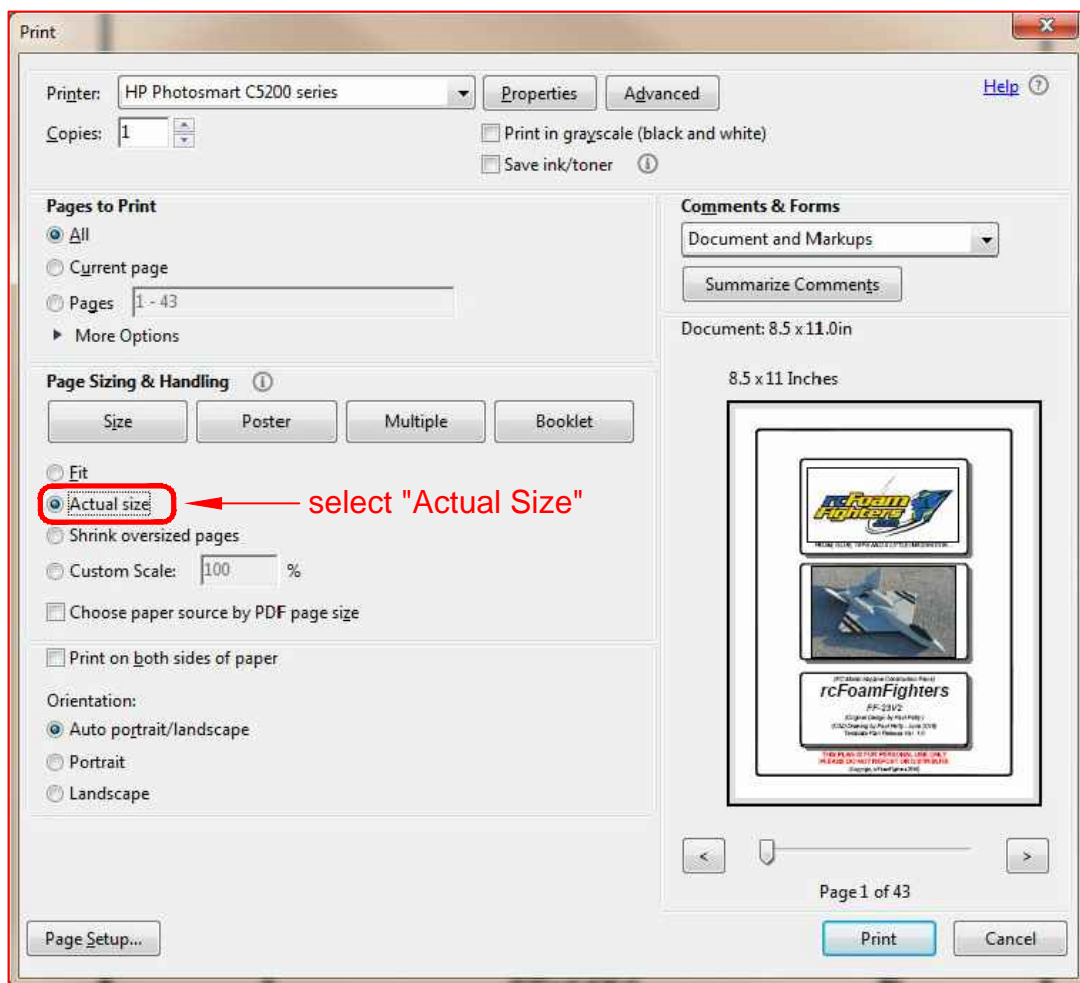 Print
Printer: HP Photosmart C5200 series Properties Advanced Help
Copies: 1 Print in grayscale (black and white)
Save ink/toner
Pages to Print
All
Current page
Pages 1 - 43
More Options
Comments & Forms
Document and Markups
Summarize Comments
Page Sizing & Handling
Size Poster Multiple Booklet
Fit
Actual size select "Actual Size"
Shrink oversized pages
Custom Scale: 100 %
Choose paper source by PDF page size
Print on both sides of paper
Orientation:
Auto portrait/landscape
Portrait
Landscape
Document: 8.5 x 11.0in
8.5 x 11 Inches
rcFoam
Fighters
.com
rcFoamFighters
< >
Page 1 of 43
Page Setup... Print Cancel